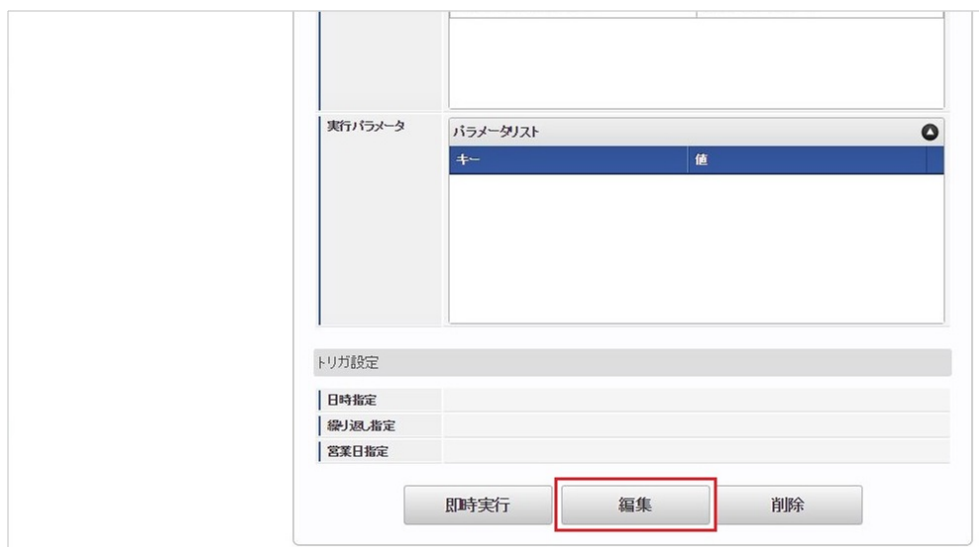 実行パラメータ
パラメータリスト
キー 値
トリガ設定
日時指定
繰り返し指定
営業日指定
即時実行 編集 削除